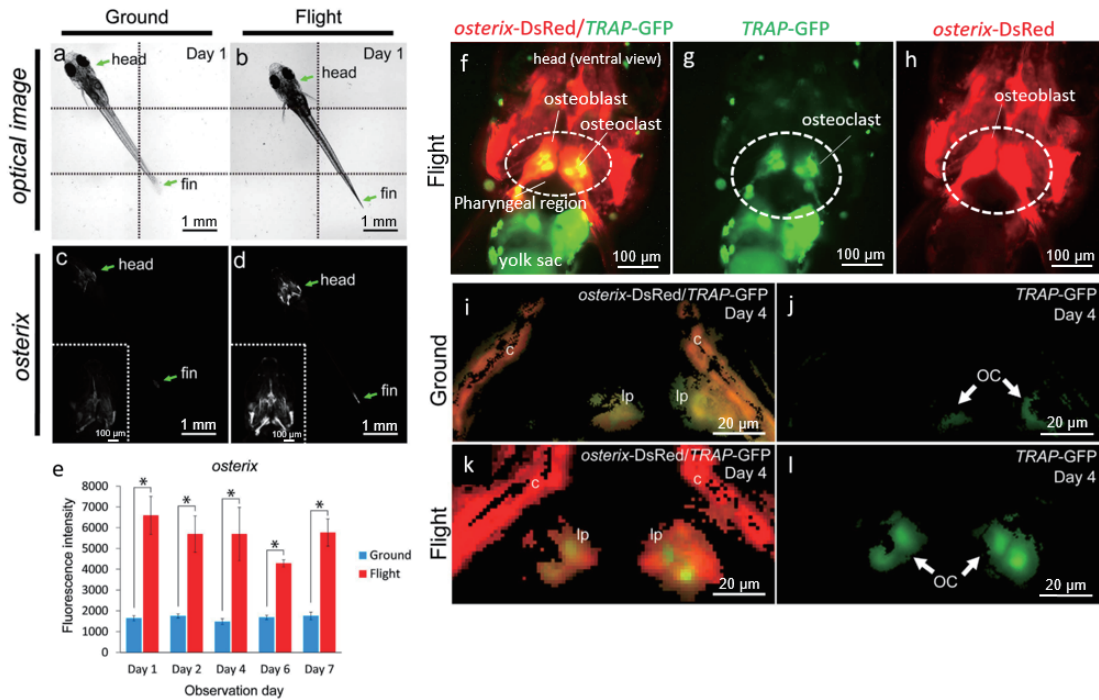 Ground
Flight
optical image
a
Day 1
head
fin
1 mm
b
Day 1
head
fin
1 mm
osterix
c
head
fin
100 µm
1 mm
d
head
fin
100 µm
1 mm
e
osterix
Fluorescence intensity
8000
7000
6000
5000
4000
3000
2000
1000
0
*
*
*
*
*
Ground
Flight
Day 1
Day 2
Day 4
Day 6
Day 7
Observation day
osterix-DsRed/TRAP-GFP
TRAP-GFP
osterix-DsRed
Flight
f
head (ventral view)
osteoblast
osteoclast
Pharyngeal region
yolk sac
100 µm
g
osteoclast
100 µm
h
osteoblast
100 µm
Ground
i
osterix-DsRed/TRAP-GFP
Day 4
c
c
lp
lp
20 µm
j
TRAP-GFP
Day 4
OC
20 µm
Flight
k
osterix-DsRed/TRAP-GFP
Day 4
c
c
lp
lp
20 µm
l
TRAP-GFP
Day 4
OC
20 µm